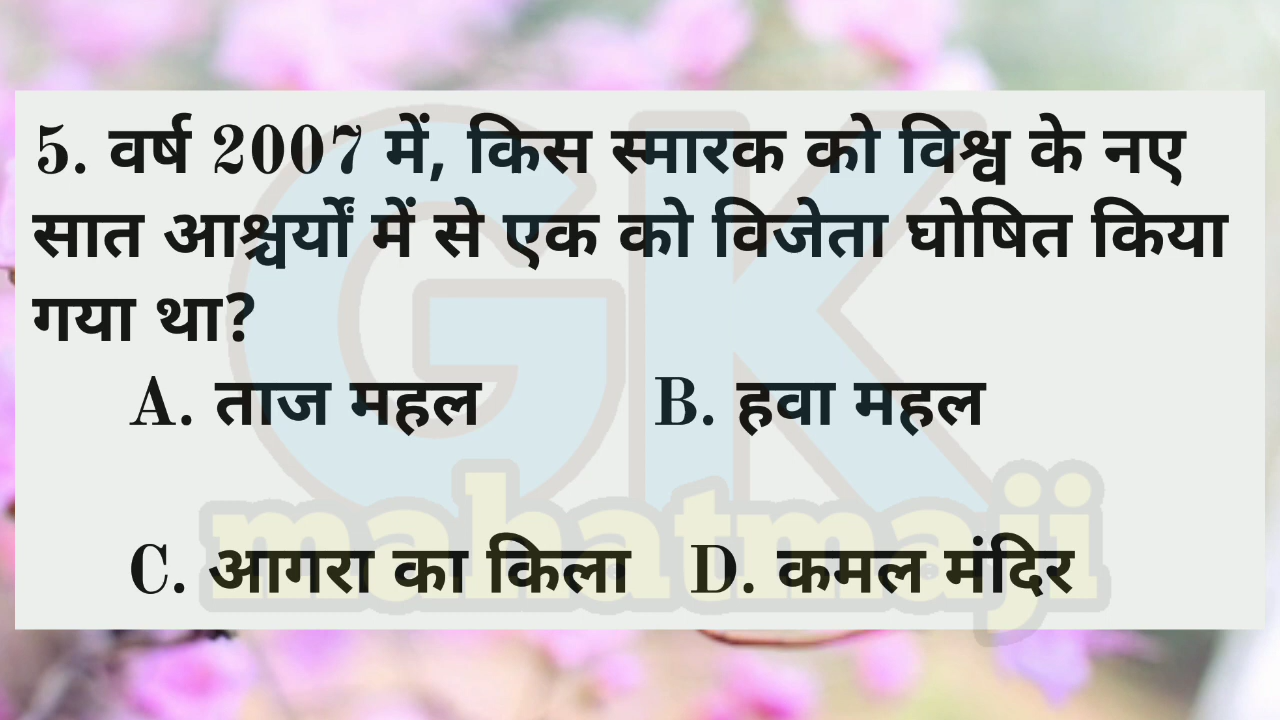 5. वर्ष 2007 में, किस स्मारक को विश्व के नए
सात आश्चर्यों में से एक को विजेता घोषित किया
गया था?
A. ताज महल B. हवा महल
C. आगरा का किला D. कमल मंदिर
GK
mahatmaji